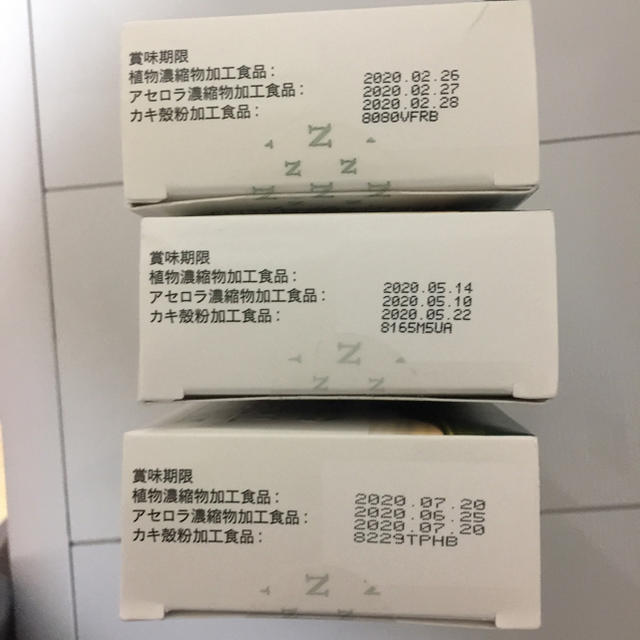 賞味期限
植物濃縮物加工食品： 2020.02.26
アセロラ濃縮物加工食品： 2020.02.27
カキ殻粉加工食品： 2020.02.28
8080VFRB
N
N N
N N N
賞味期限
植物濃縮物加工食品： 2020.05.14
アセロラ濃縮物加工食品： 2020.05.10
カキ殻粉加工食品： 2020.05.22
8165M5UA
N
N N
賞味期限
植物濃縮物加工食品： 2020.07.20
アセロラ濃縮物加工食品： 2020.06.25
カキ殻粉加工食品： 2020.07.20
8229TPHB
N